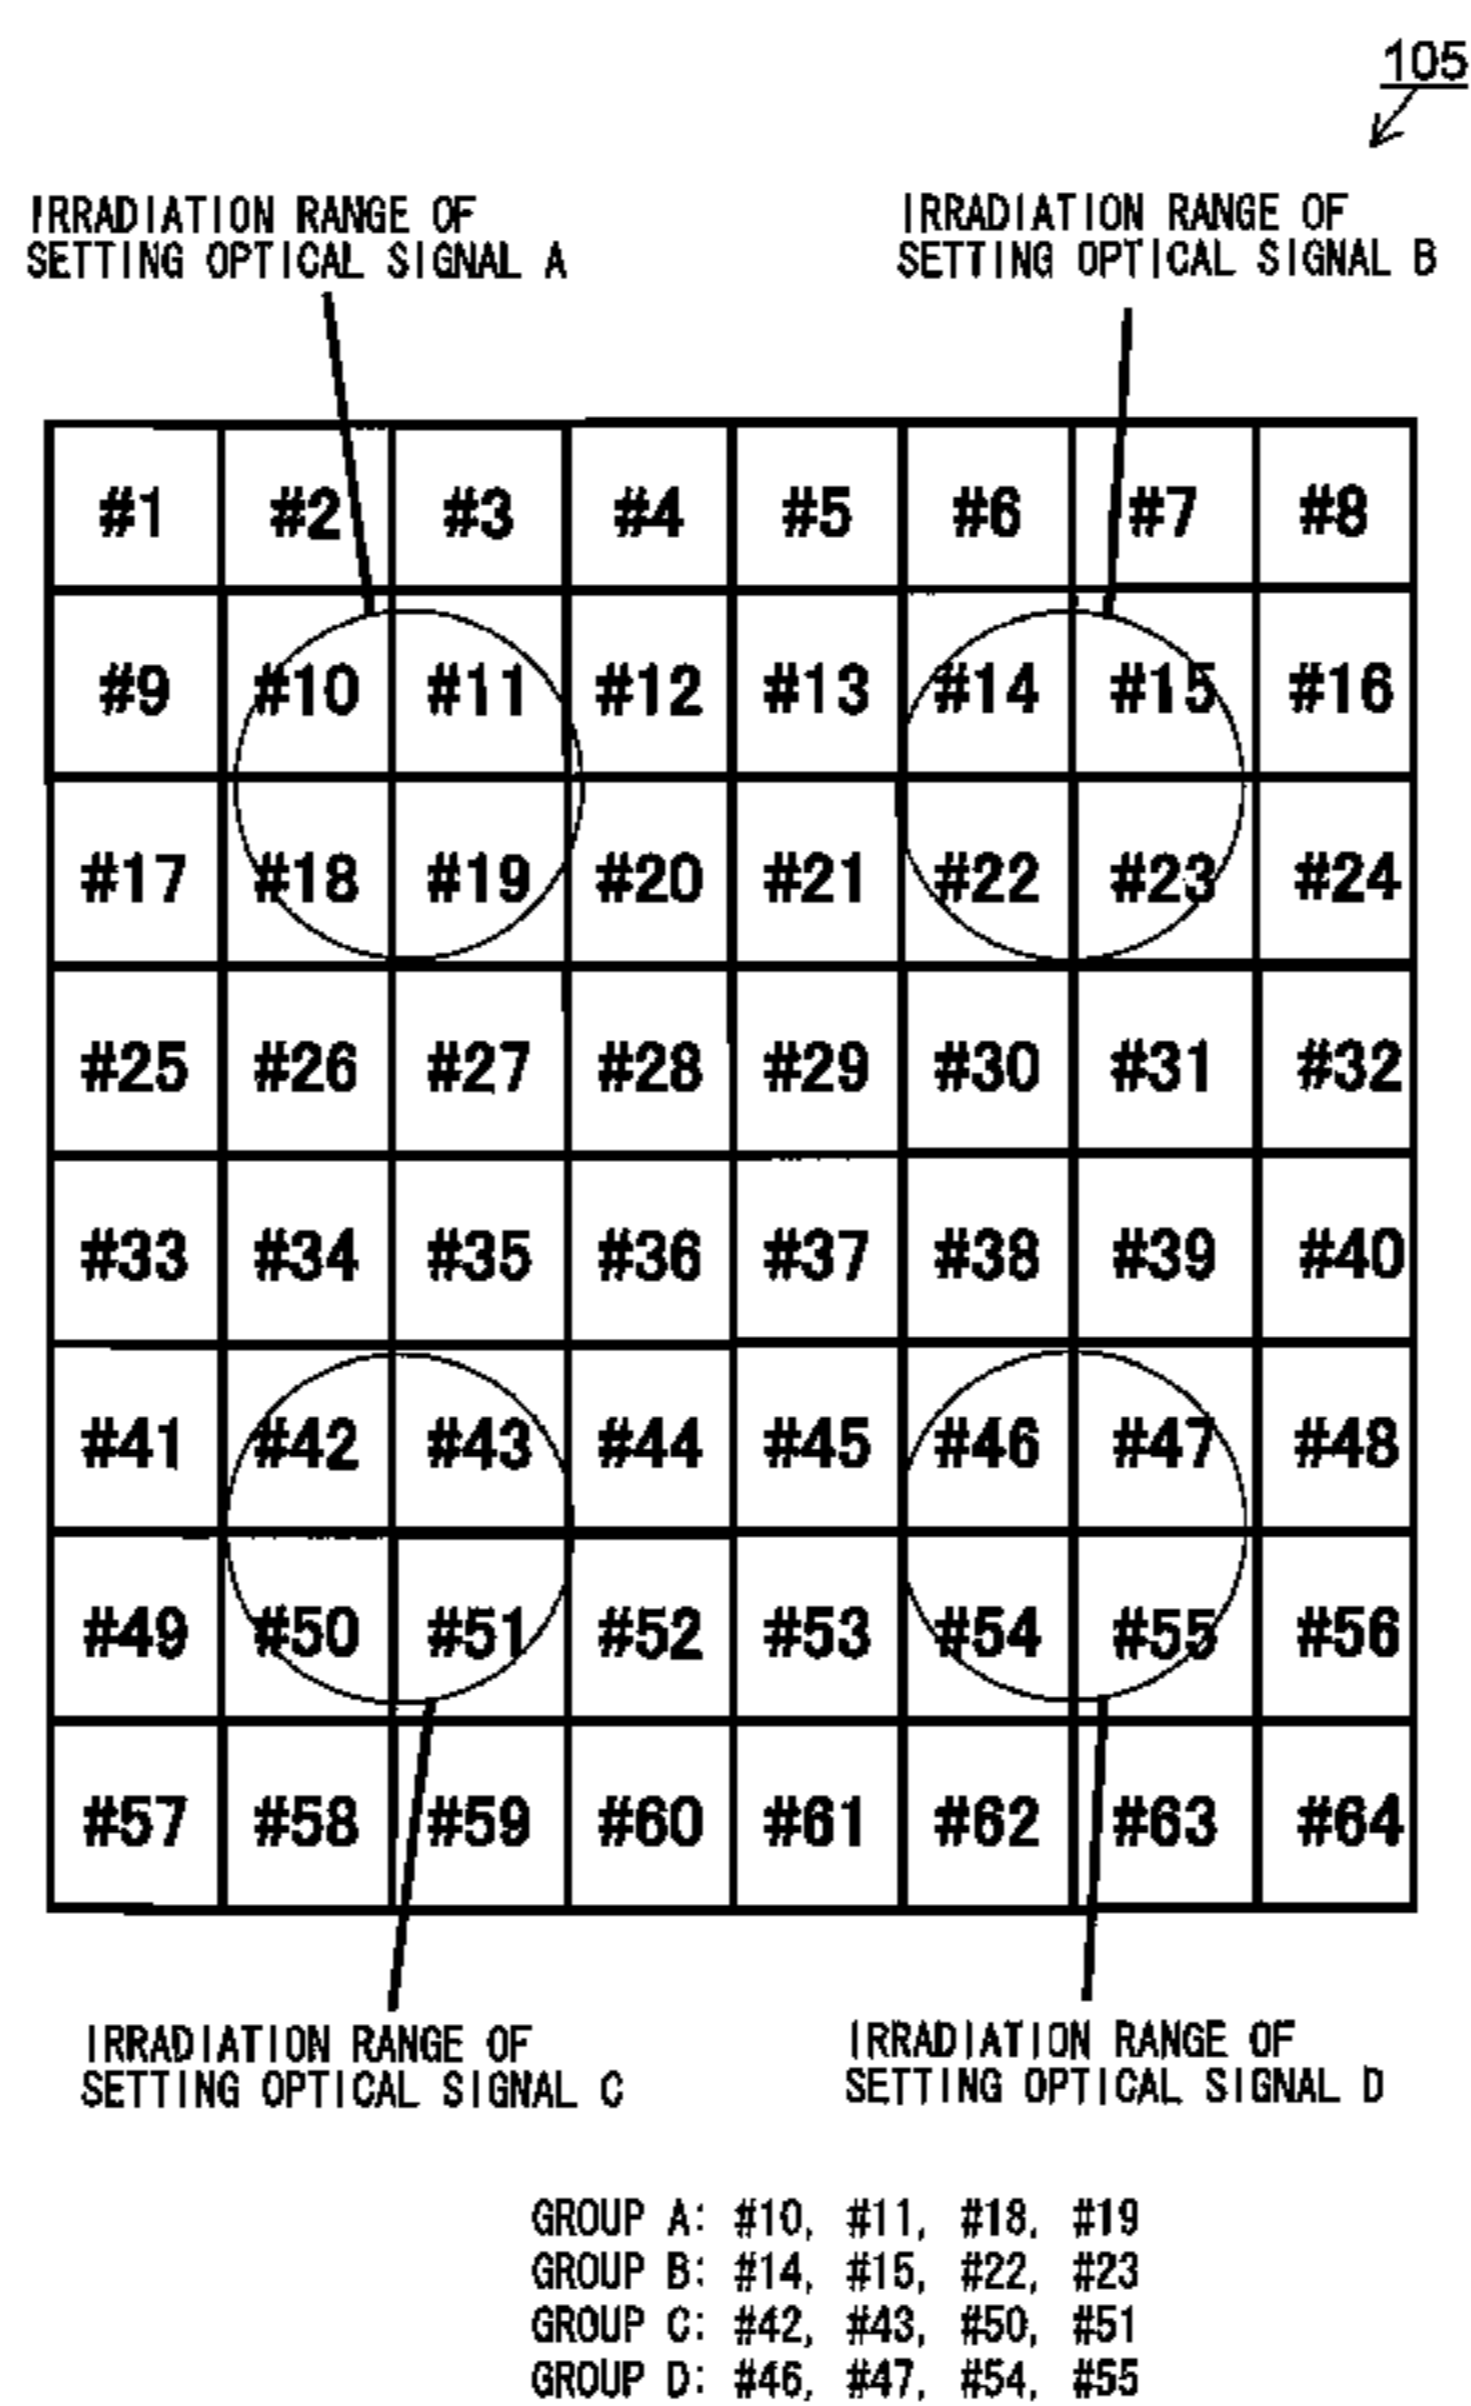 105
IRRADIATION RANGE OF
SETTING OPTICAL SIGNAL A
IRRADIATION RANGE OF
SETTING OPTICAL SIGNAL B
#1 #2 #3 #4 #5 #6 #7 #8
#9 #10 #11 #12 #13 #14 #15 #16
#17 #18 #19 #20 #21 #22 #23 #24
#25 #26 #27 #28 #29 #30 #31 #32
#33 #34 #35 #36 #37 #38 #39 #40
#41 #42 #43 #44 #45 #46 #47 #48
#49 #50 #51 #52 #53 #54 #55 #56
#57 #58 #59 #60 #61 #62 #63 #64
IRRADIATION RANGE OF
SETTING OPTICAL SIGNAL C
IRRADIATION RANGE OF
SETTING OPTICAL SIGNAL D
GROUP A: #10, #11, #18, #19
GROUP B: #14, #15, #22, #23
GROUP C: #42, #43, #50, #51
GROUP D: #46, #47, #54, #55